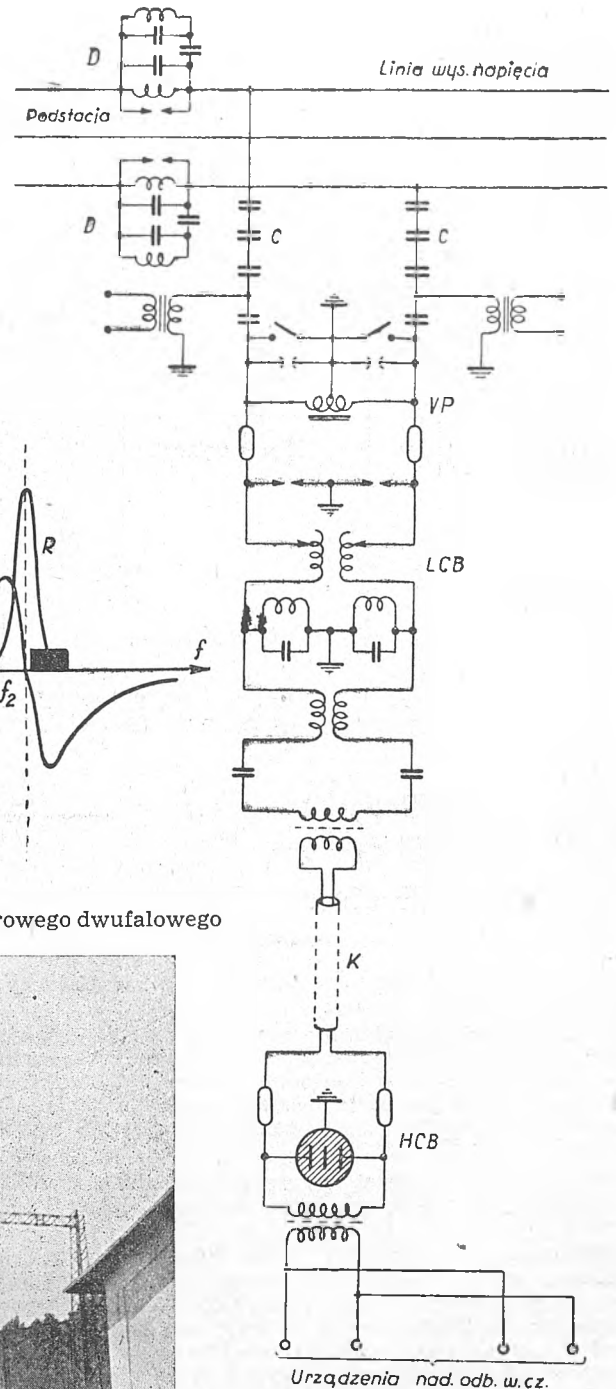 D
Linia wys. napięcia
Podstacja
D
C
C
VP
LCB
R
f
f2
rowego dwufalowego
K
HCB
Urządzenia nad. odb. w.cz.